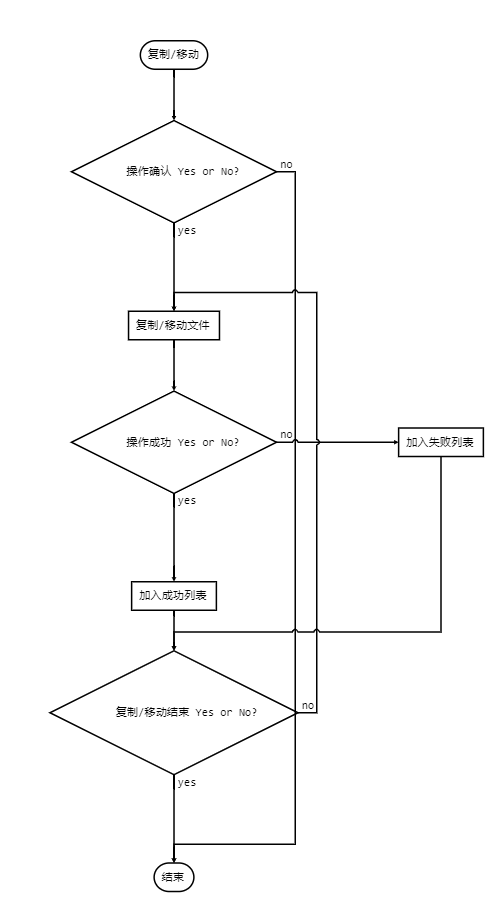 复制/移动
操作确认 Yes or No?
no
yes
复制/移动文件
操作成功 Yes or No?
no
加入失败列表
yes
加入成功列表
复制/移动结束 Yes or No?
no
yes
结束